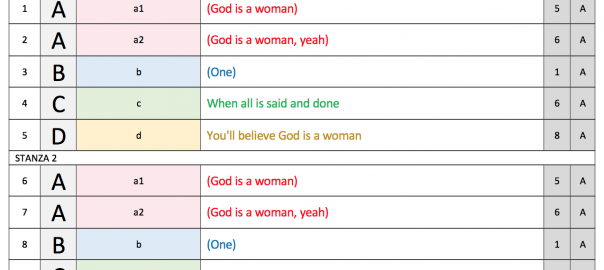 1 A a1 (God is a woman) 5 A
2 A a2 (God is a woman, yeah) 6 A
3 B b (One) 1 A
4 C c When all is said and done 6 A
5 D d You'll believe God is a woman 8 A
STANZA 2
6 A a1 (God is a woman) 5 A
7 A a2 (God is a woman, yeah) 6 A
8 B b (One) 1 A